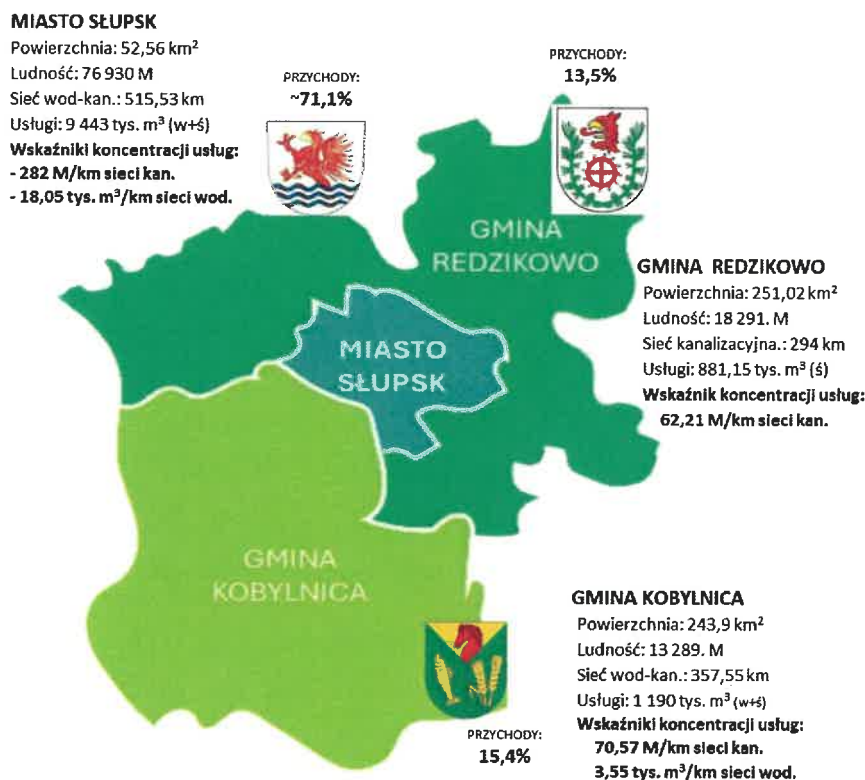 MIASTO SŁUPSK
Powierzchnia: 52,56 km²
Ludność: 76 930 M
Sieć wod-kan.: 515,53 km
Usługi: 9 443 tys. m³ (w+ś)
Wskaźniki koncentracji usług:
- 282 M/km sieci kan.
- 18,05 tys. m³/km sieci wod.
PRZYCHODY:
~71,1%
PRZYCHODY:
13,5%
GMINA
REDZIKOWO
GMINA REDZIKOWO
Powierzchnia: 251,02 km²
Ludność: 18 291. M
Sieć kanalizacyjna.: 294 km
Usługi: 881,15 tys. m³ (ś)
Wskaźnik koncentracji usług:
62,21 M/km sieci kan.
MIASTO
SŁUPSK
GMINA
KOBYLNICA
GMINA KOBYLNICA
Powierzchnia: 243,9 km²
Ludność: 13 289. M
Sieć wod-kan.: 357,55 km
Usługi: 1 190 tys. m³ (w+ś)
Wskaźniki koncentracji usług:
70,57 M/km sieci kan.
3,55 tys. m³/km sieci wod.
PRZYCHODY:
15,4%